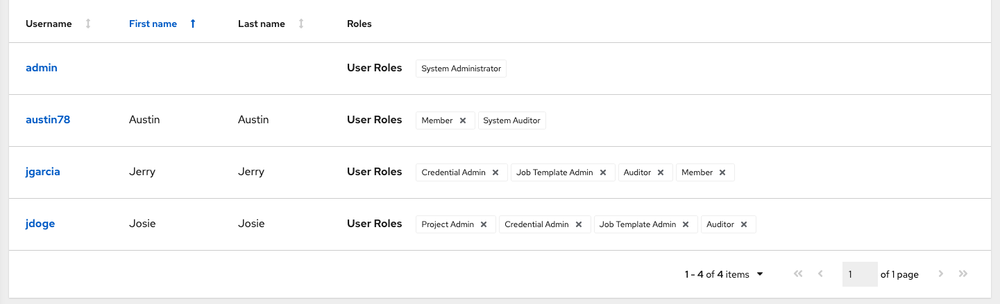 Username First name Last name Roles
admin User Roles System Administrator
austin78 Austin Austin User Roles Member System Auditor
jgarcia Jerry Jerry User Roles Credential Admin Job Template Admin Auditor Member
jdoge Josie Josie User Roles Project Admin Credential Admin Job Template Admin Auditor
1 - 4 of 4 items 1 of 1 page